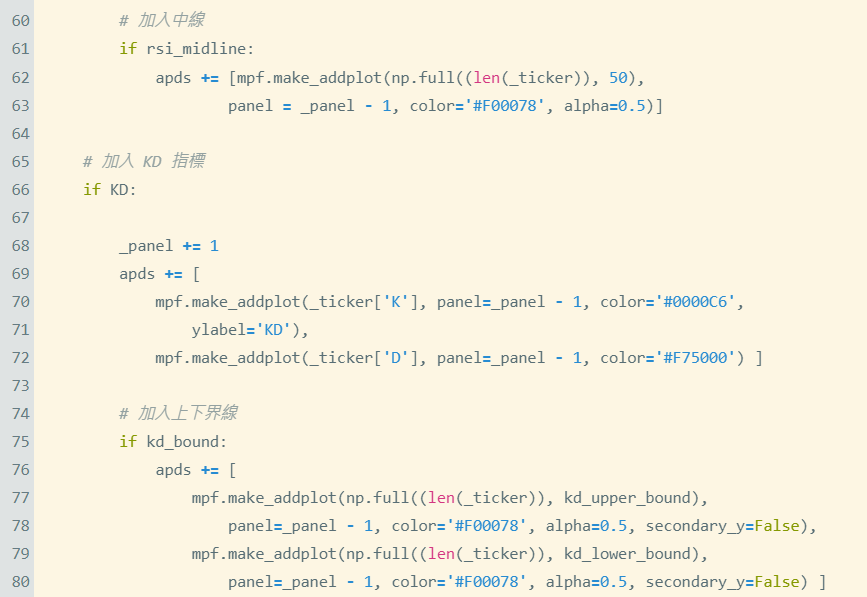 60 # 加入中線
61 if rsi_midline:
62 apds += [mpf.make_addplot(np.full((len(_ticker)), 50),
63 panel = _panel - 1, color='#F00078', alpha=0.5)]
64
65 # 加入 KD 指標
66 if KD:
67
68 _panel += 1
69 apds += [
70 mpf.make_addplot(_ticker['K'], panel=_panel - 1, color='#0000C6',
71 ylabel='KD'),
72 mpf.make_addplot(_ticker['D'], panel=_panel - 1, color='#F75000') ]
73
74 # 加入上下界線
75 if kd_bound:
76 apds += [
77 mpf.make_addplot(np.full((len(_ticker)), kd_upper_bound),
78 panel=_panel - 1, color='#F00078', alpha=0.5, secondary_y=False),
79 mpf.make_addplot(np.full((len(_ticker)), kd_lower_bound),
80 panel=_panel - 1, color='#F00078', alpha=0.5, secondary_y=False) ]